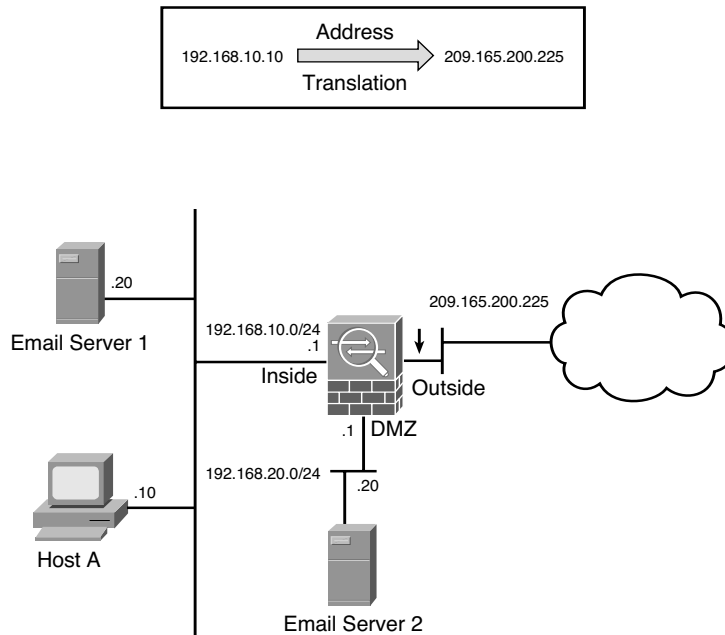 Address
192.168.10.10
209.165.200.225
Translation
.20
209.165.200.225
Email Server 1
192.168.10.0/24
.1
Inside
Outside
.1
DMZ
192.168.20.0/24
.20
.10
Host A
Email Server 2